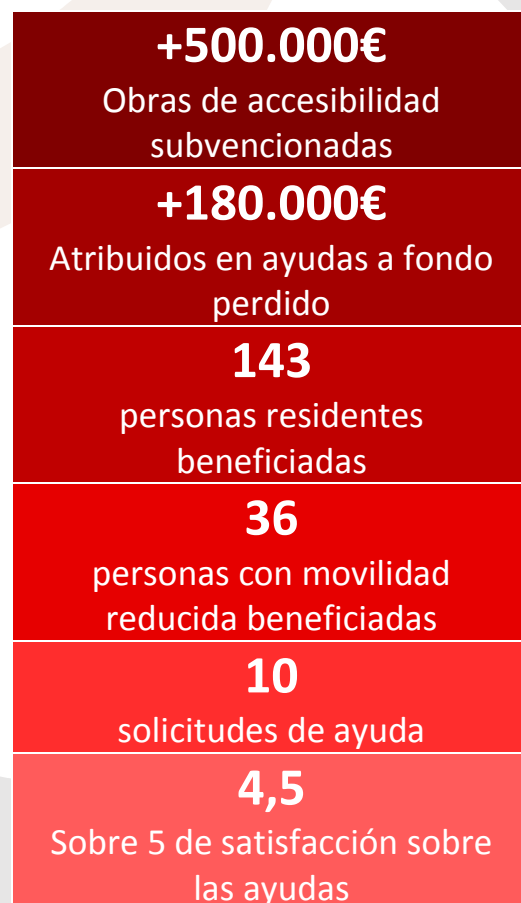 +500.000€
Obras de accesibilidad
subvencionadas
+180.000€
Atribuidos en ayudas a fondo
perdido
143
personas residentes
beneficiadas
36
personas con movilidad
reducida beneficiadas
10
solicitudes de ayuda
4,5
Sobre 5 de satisfacción sobre
las ayudas